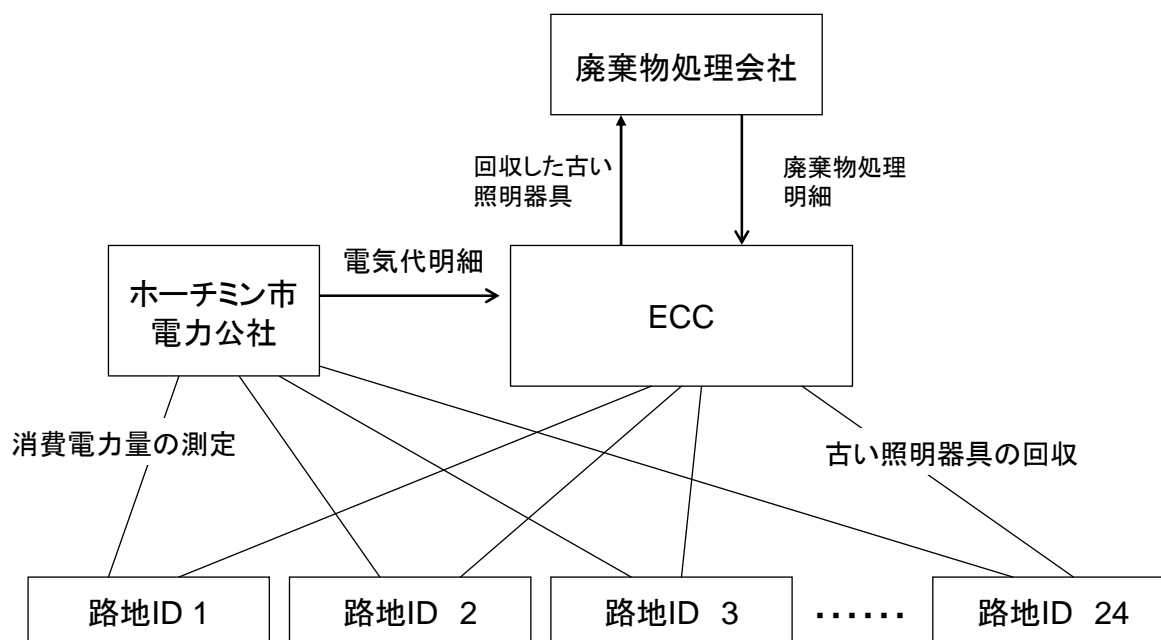 廃棄物処理会社
回収した古い
照明器具
廃棄物処理
明細
電気代明細
ホーチミン市
電力公社
ECC
消費電力量の測定
古い照明器具の回収
路地ID 1
路地ID 2
路地ID 3
......
路地ID 24